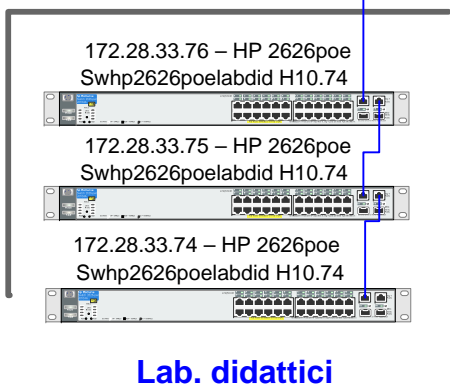 172.28.33.76 – HP 2626poe
Swhp2626poelabdid H10.74
172.28.33.75 – HP 2626poe
Swhp2626poelabdid H10.74
172.28.33.74 – HP 2626poe
Swhp2626poelabdid H10.74
Lab. didattici